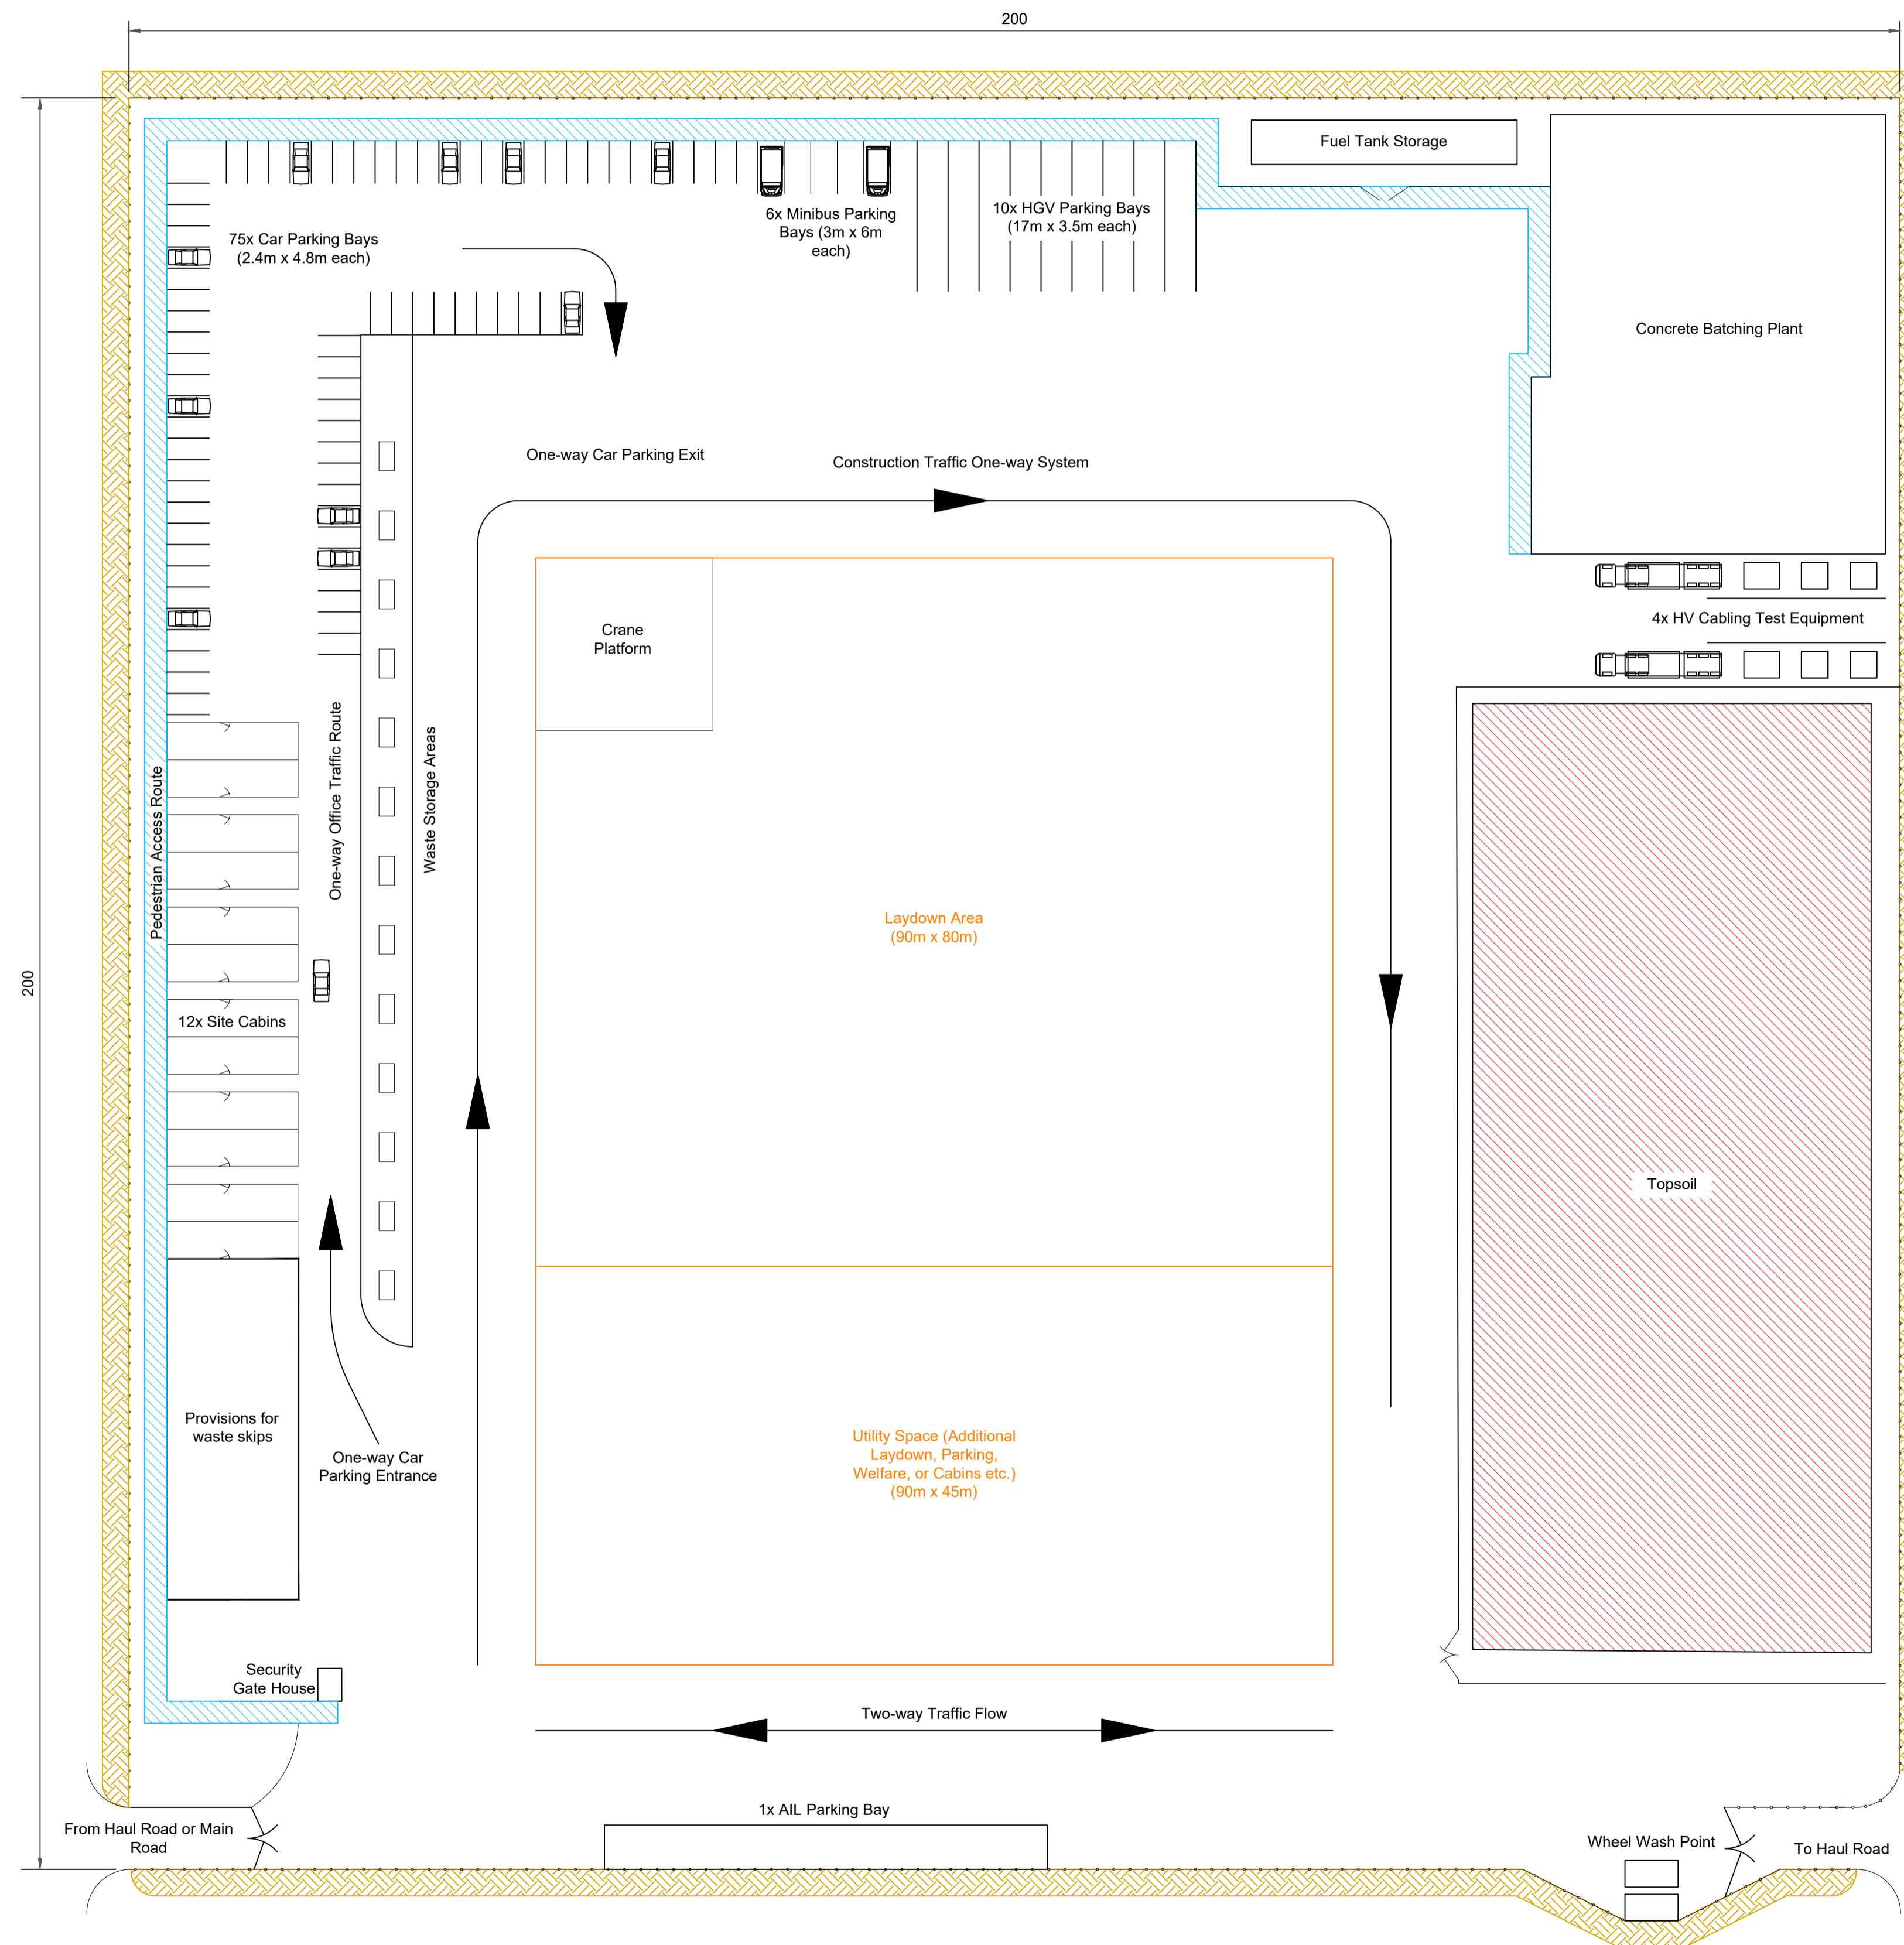 200
Fuel Tank Storage
75x Car Parking Bays
(2.4m x 4.8m each)
6x Minibus Parking
Bays (3m x 6m
each)
10x HGV Parking Bays
(17m x 3.5m each)
Concrete Batching Plant
One-way Car Parking Exit
Construction Traffic One-way System
Crane
Platform
4x HV Cabling Test Equipment
Pedestrian Access Route
One-way Office Traffic Route
Waste Storage Areas
Laydown Area
(90m x 80m)
200
12x Site Cabins
Topsoil
Provisions for
waste skips
One-way Car
Parking Entrance
Utility Space (Additional
Laydown, Parking,
Welfare, or Cabins etc.)
(90m x 45m)
Security
Gate House
Two-way Traffic Flow
1x AIL Parking Bay
From Haul Road or Main
Road
Wheel Wash Point
To Haul Road